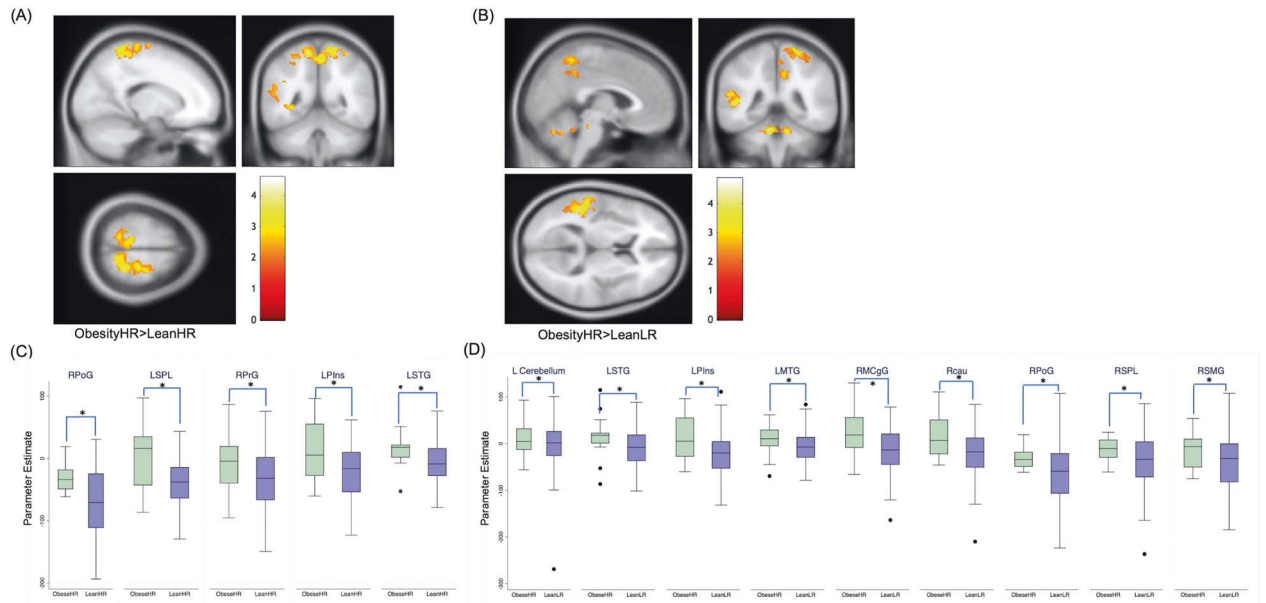 (A)
(B)
4
3
2
1
0
4
3
2
1
0
ObesityHR>LeanHR
ObesityHR>LeanLR
(C)
(D)
RPoG
LSPL
RPrG
LPIns
LSTG
*
*
*
*
*
Parameter Estimate
100
0
-100
-200
ObeseHR LeanHR
ObeseHR LeanHR
ObeseHR LeanHR
ObeseHR LeanHR
ObeseHR LeanHR
L Cerebellum
LSTG
LPIns
LMTG
RMCgG
Rcau
RPoG
RSPL
RSMG
*
*
*
*
*
*
*
*
*
Parameter Estimate
100
0
-100
-200
-300
ObeseHR LeanLR
ObeseHR LeanLR
ObeseHR LeanLR
ObeseHR LeanLR
ObeseHR LeanLR
ObeseHR LeanLR
ObeseHR LeanLR
ObeseHR LeanLR
ObeseHR LeanLR